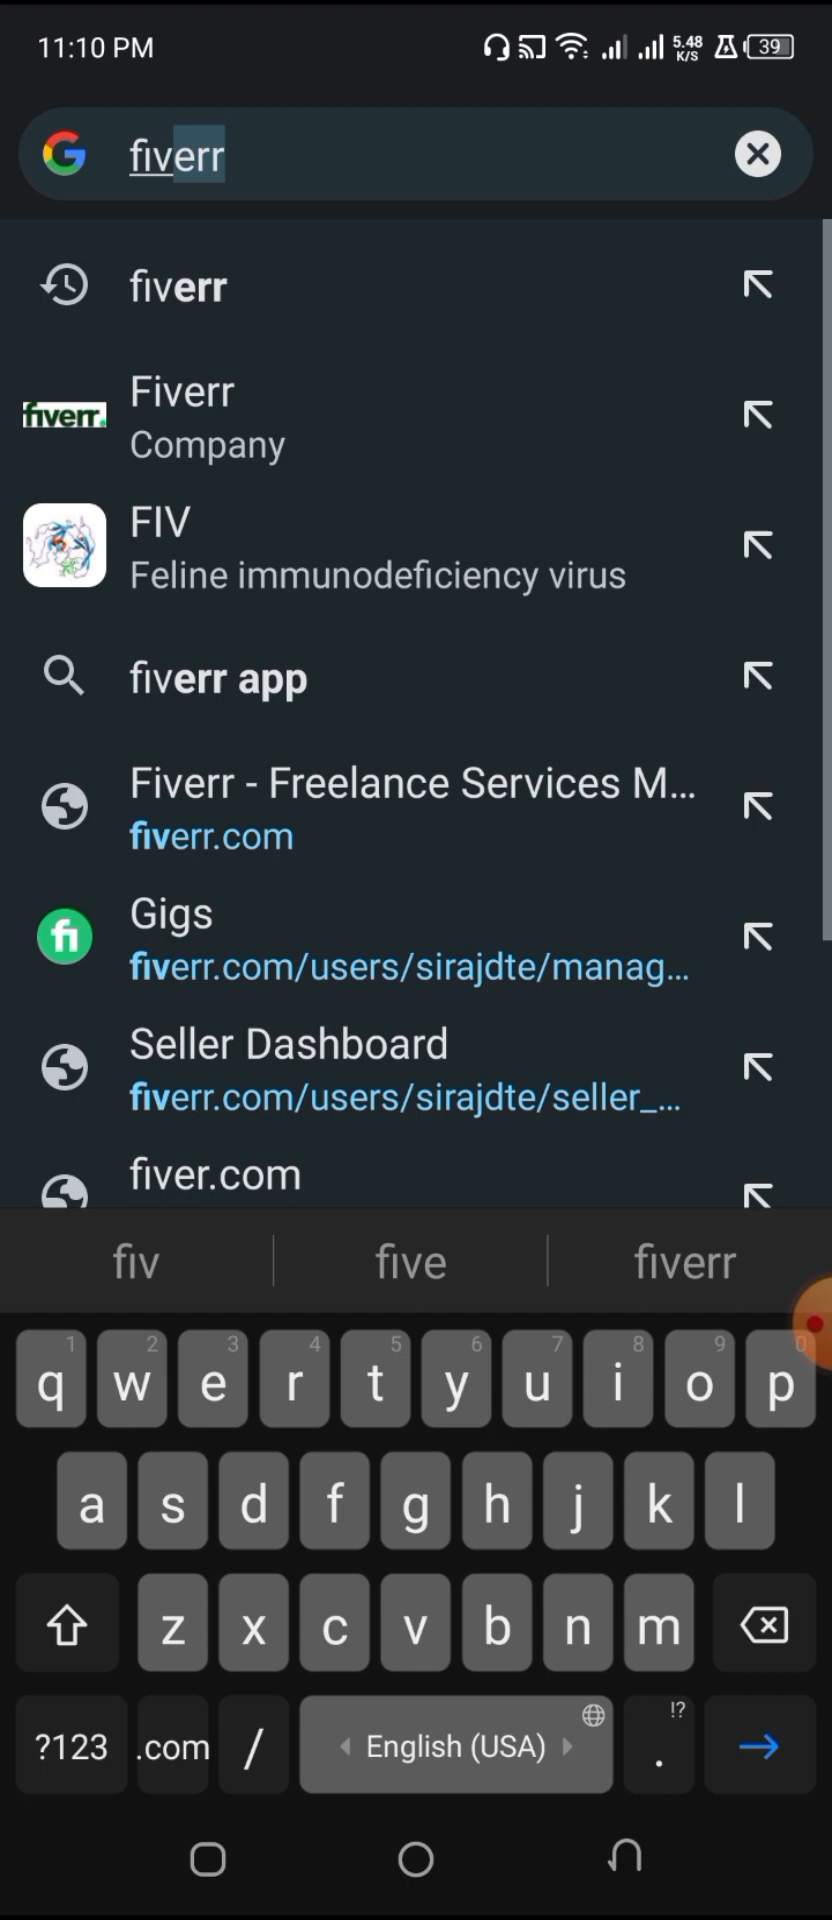 11:10 PM
5.48
K/S
39
fiverr
fiverr
fiverr.
Fiverr
Company
FIV
Feline immunodeficiency virus
fiverr app
Fiverr - Freelance Services M...
fiverr.com
fi
Gigs
fiverr.com/users/sirajdte/manag...
Seller Dashboard
fiverr.com/users/sirajdte/seller_...
fiver.com
fiv five fiverr
1 2 3 4 5 6 7 8 9 0
q w e r t y u i o p
a s d f g h j k l
z x c v b n m
!?
?123 .com / English (USA) .